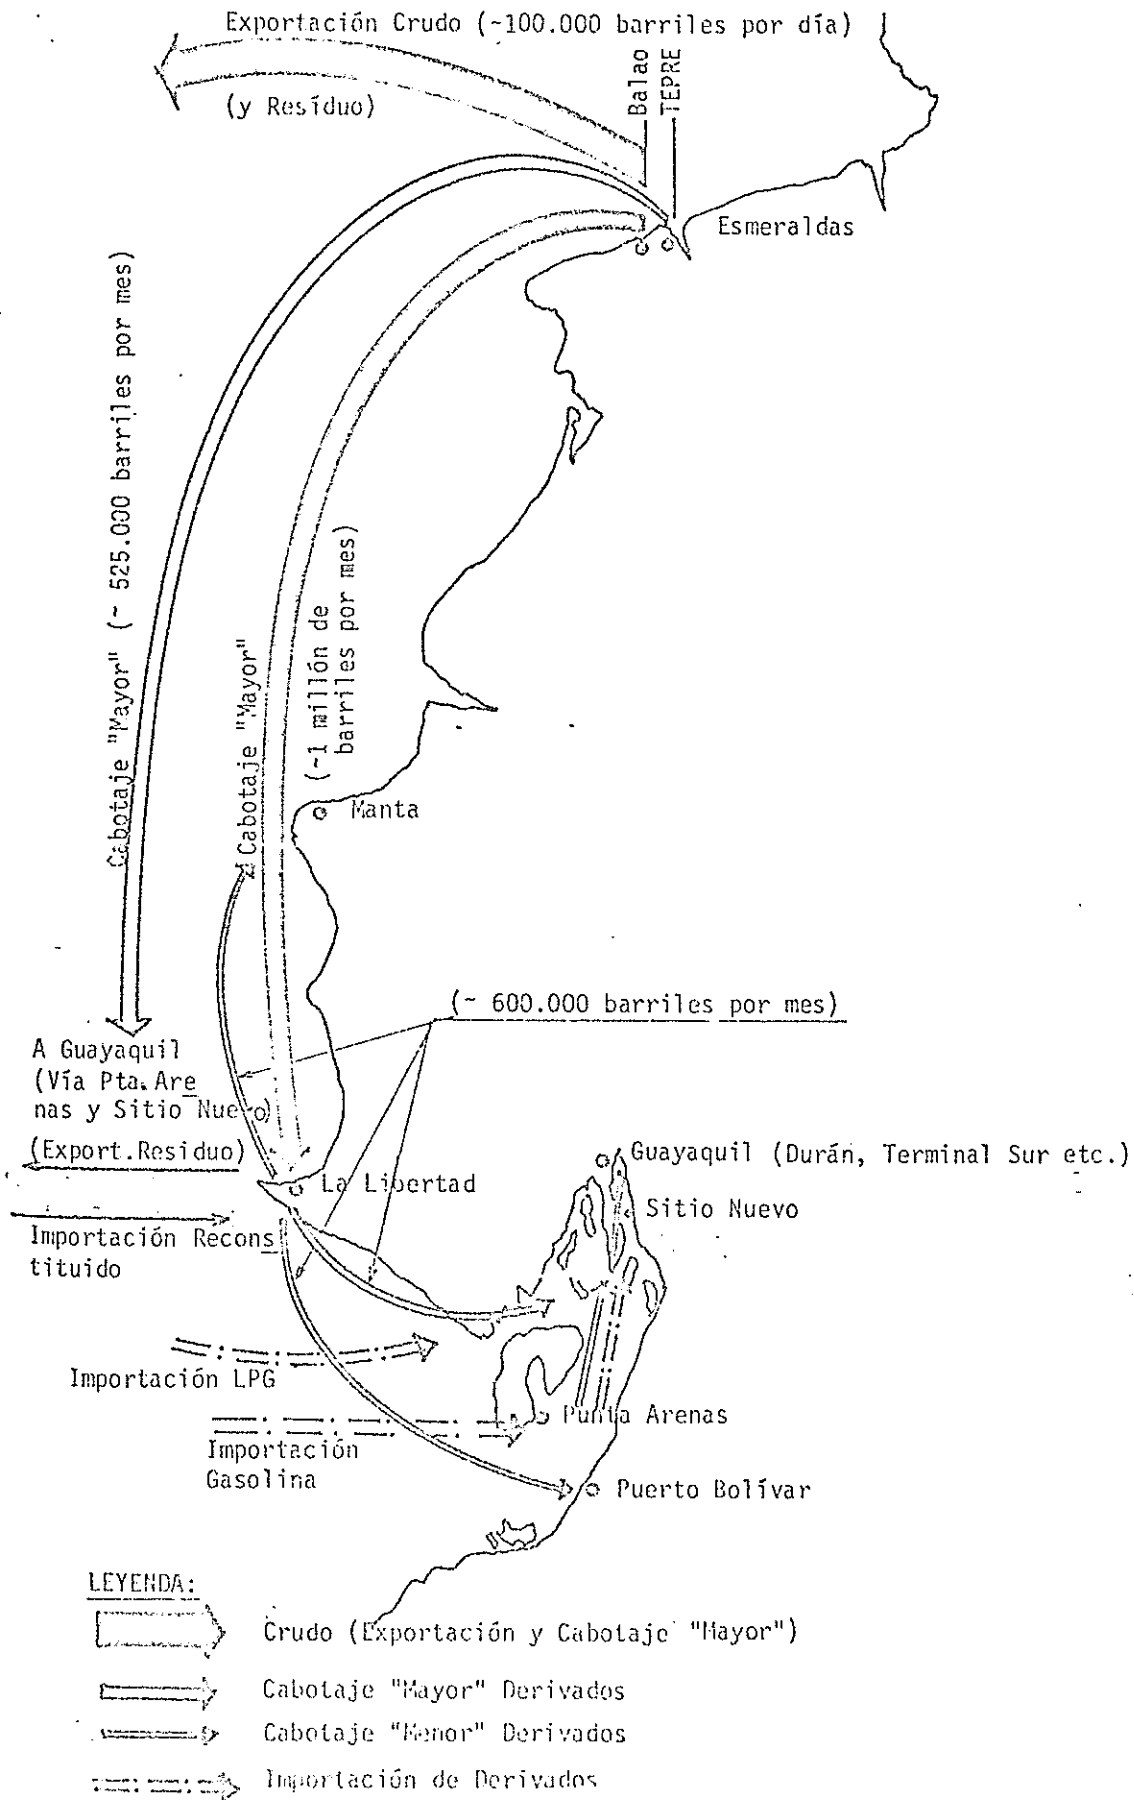 Exportación Crudo (~100.000 barriles por día)
(y Resíduo)
Balao
TEPRE
Esmeraldas
Cabotaje "Mayor" (~ 525.000 barriles por mes)
Cabotaje "Mayor"
(~1 millón de
barriles por mes)
Manta
(~ 600.000 barriles por mes)
A Guayaquil
(Vía Pta. Are
nas y Sitio Nuevo)
(Export.Residuo)
La Libertad
Importación Recons
tituido
Guayaquil (Durán, Terminal Sur etc.)
Sitio Nuevo
Importación LPG
Punta Arenas
Importación
Gasolina
Puerto Bolívar
LEYENDA:
Crudo (Exportación y Cabotaje "Mayor")
Cabotaje "Mayor" Derivados
Cabotaje "Menor" Derivados
Importación de Derivados